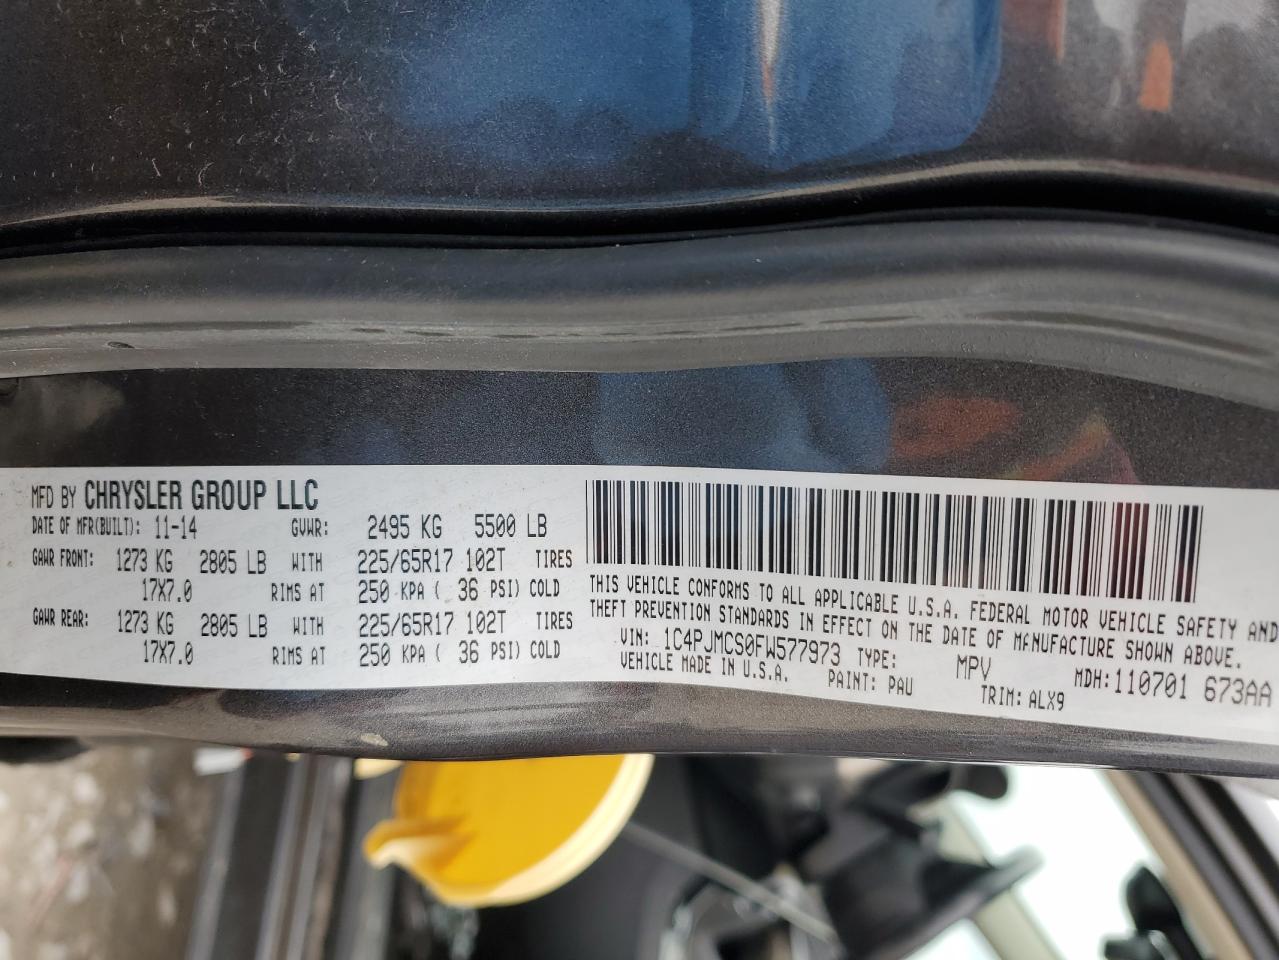 MFD BY CHRYSLER GROUP LLC
DATE OF MFR(BUILT): 11-14 GVWR: 2495 KG 5500 LB
GAWR FRONT: 1273 KG 2805 LB WITH 225/65R17 102T TIRES
17X7.0 RIMS AT 250 KPA ( 36 PSI) COLD
GAWR REAR: 1273 KG 2805 LB WITH 225/65R17 102T TIRES
17X7.0 RIMS AT 250 KPA ( 36 PSI) COLD
THIS VEHICLE CONFORMS TO ALL APPLICABLE U.S.A. FEDERAL MOTOR VEHICLE SAFETY AND
THEFT PREVENTION STANDARDS IN EFFECT ON THE DATE OF MANUFACTURE SHOWN ABOVE.
VIN: 1C4PJMCS0FW577973 TYPE: MPV MDH: 110701 673AA
VEHICLE MADE IN U.S.A. PAINT: PAU TRIM: ALX9